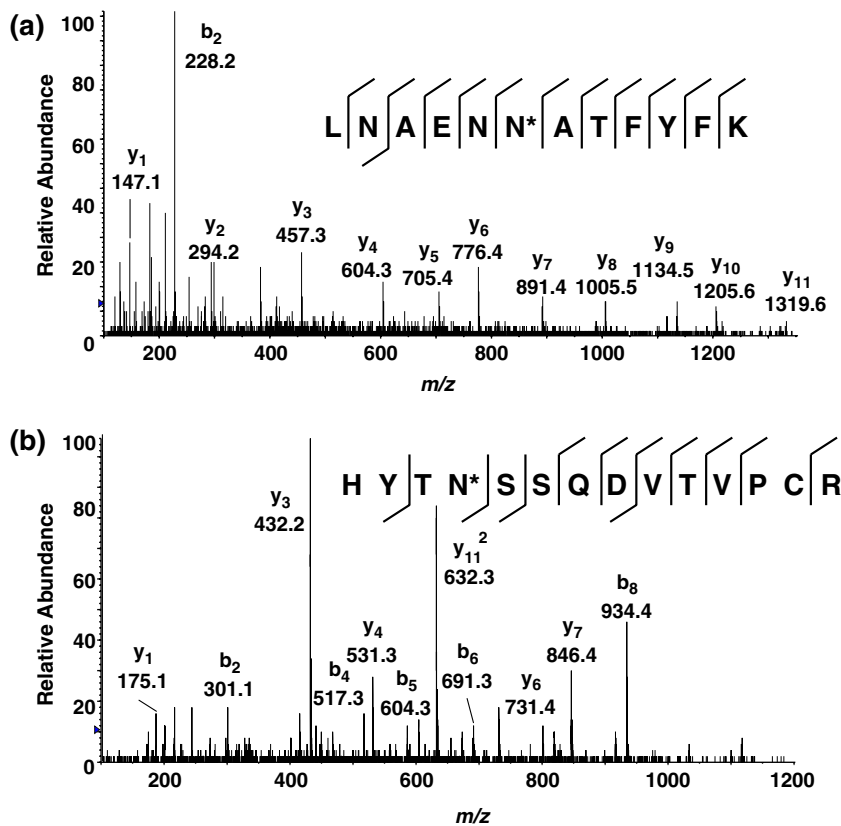 (a)
Relative Abundance
100
80
60
40
20
0
b2
228.2
y1
147.1
y2
294.2
y3
457.3
y4
604.3
y5
705.4
y6
776.4
y7
891.4
y8
1005.5
y9
1134.5
y10
1205.6
y11
1319.6
L N A E N N* A T F Y F K
200 400 600 800 1000 1200
m/z
(b)
Relative Abundance
100
80
60
40
20
0
H Y T N* S S Q D V T V P C R
y3
432.2
y11 2
632.3
b8
934.4
y1
175.1
b2
301.1
b4
517.3
y4
531.3
b5
604.3
b6
691.3
y6
731.4
y7
846.4
200 400 600 800 1000 1200
m/z